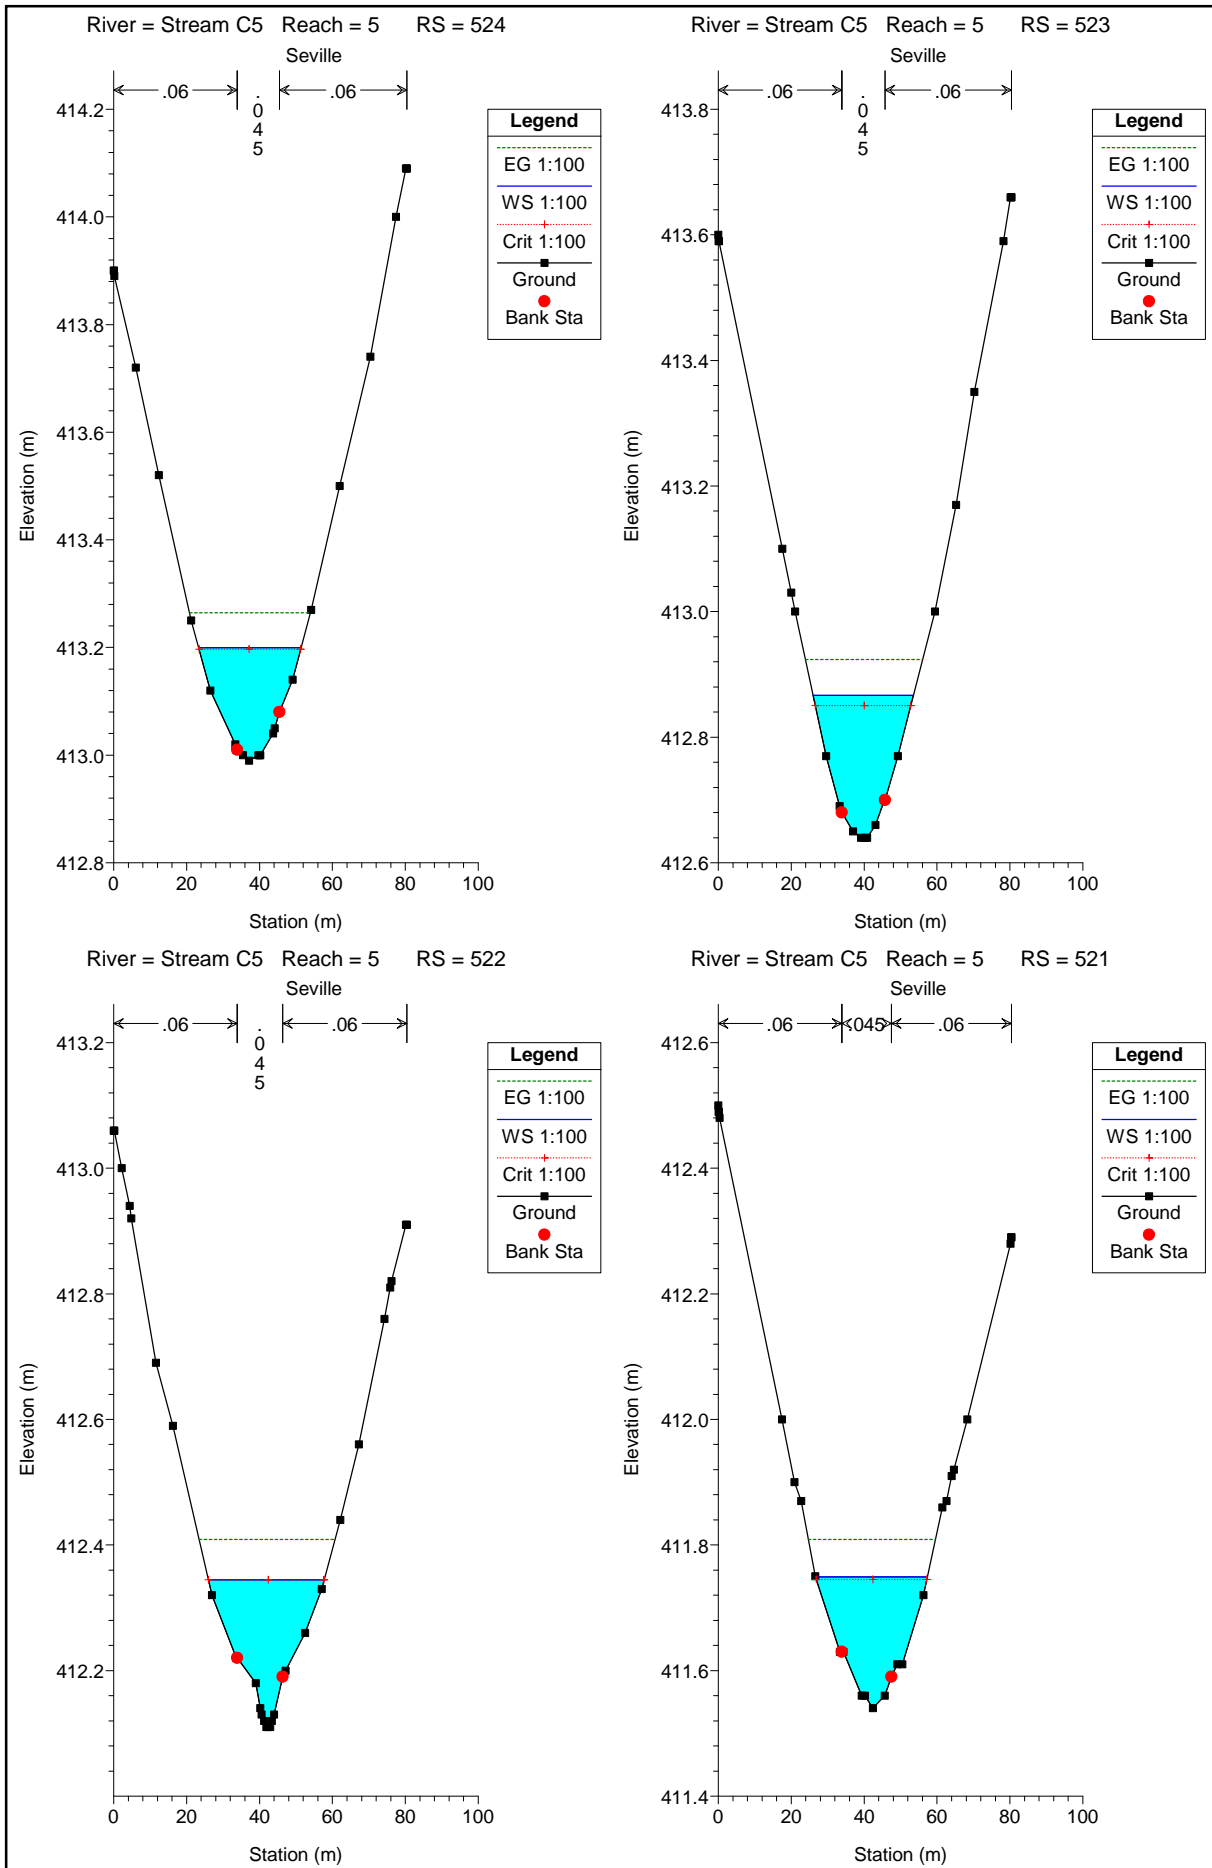 River = Stream C5 Reach = 5 RS = 524
Seville
.06
.045
.06
414.2
414.0
413.8
413.6
413.4
413.2
413.0
412.8
Elevation (m)
0 20 40 60 80 100
Station (m)
Legend
EG 1:100
WS 1:100
Crit 1:100
Ground
Bank Sta
River = Stream C5 Reach = 5 RS = 523
Seville
.06
.045
.06
413.8
413.6
413.4
413.2
413.0
412.8
412.6
Elevation (m)
0 20 40 60 80 100
Station (m)
Legend
EG 1:100
WS 1:100
Crit 1:100
Ground
Bank Sta
River = Stream C5 Reach = 5 RS = 522
Seville
.06
.045
.06
413.2
413.0
412.8
412.6
412.4
412.2
Elevation (m)
0 20 40 60 80 100
Station (m)
Legend
EG 1:100
WS 1:100
Crit 1:100
Ground
Bank Sta
River = Stream C5 Reach = 5 RS = 521
Seville
.06
.045
.06
412.6
412.4
412.2
412.0
411.8
411.6
411.4
Elevation (m)
0 20 40 60 80 100
Station (m)
Legend
EG 1:100
WS 1:100
Crit 1:100
Ground
Bank Sta